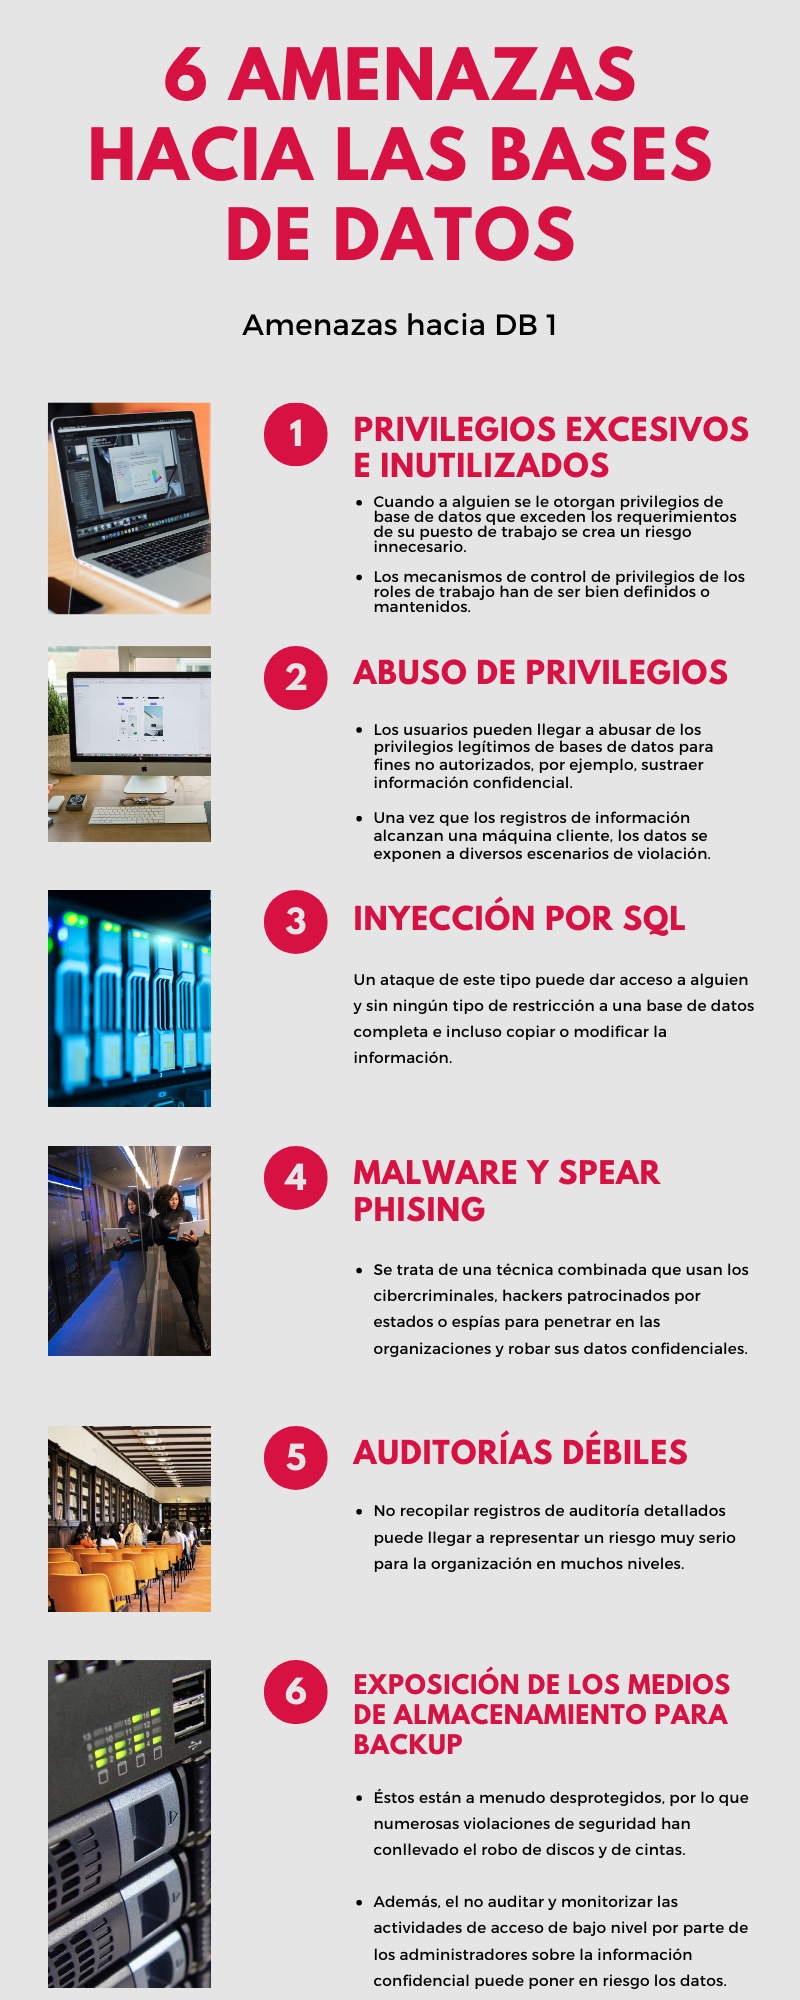 6 AMENAZAS
HACIA LAS BASES
DE DATOS
Amenazas hacia DB 1
1
PRIVILEGIOS EXCESIVOS
E INUTILIZADOS
• Cuando a alguien se le otorgan privilegios de
base de datos que exceden los requerimientos
de su puesto de trabajo se crea un riesgo
innecesario.
• Los mecanismos de control de privilegios de los
roles de trabajo han de ser bien definidos o
mantenidos.
2
ABUSO DE PRIVILEGIOS
• Los usuarios pueden llegar a abusar de los
privilegios legítimos de bases de datos para
fines no autorizados, por ejemplo, sustraer
información confidencial.
• Una vez que los registros de información
alcanzan una máquina cliente, los datos se
exponen a diversos escenarios de violación.
3
INYECCIÓN POR SQL
Un ataque de este tipo puede dar acceso a alguien
y sin ningún tipo de restricción a una base de datos
completa e incluso copiar o modificar la
información.
4
MALWARE Y SPEAR
PHISING
• Se trata de una técnica combinada que usan los
cibercriminales, hackers patrocinados por
estados o espías para penetrar en las
organizaciones y robar sus datos confidenciales.
5
AUDITORÍAS DÉBILES
• No recopilar registros de auditoría detallados
puede llegar a representar un riesgo muy serio
para la organización en muchos niveles.
6
EXPOSICIÓN DE LOS MEDIOS
DE ALMACENAMIENTO PARA
BACKUP
• Éstos están a menudo desprotegidos, por lo que
numerosas violaciones de seguridad han
conllevado el robo de discos y de cintas.
• Además, el no auditar y monitorizar las
actividades de acceso de bajo nivel por parte de
los administradores sobre la información
confidencial puede poner en riesgo los datos.